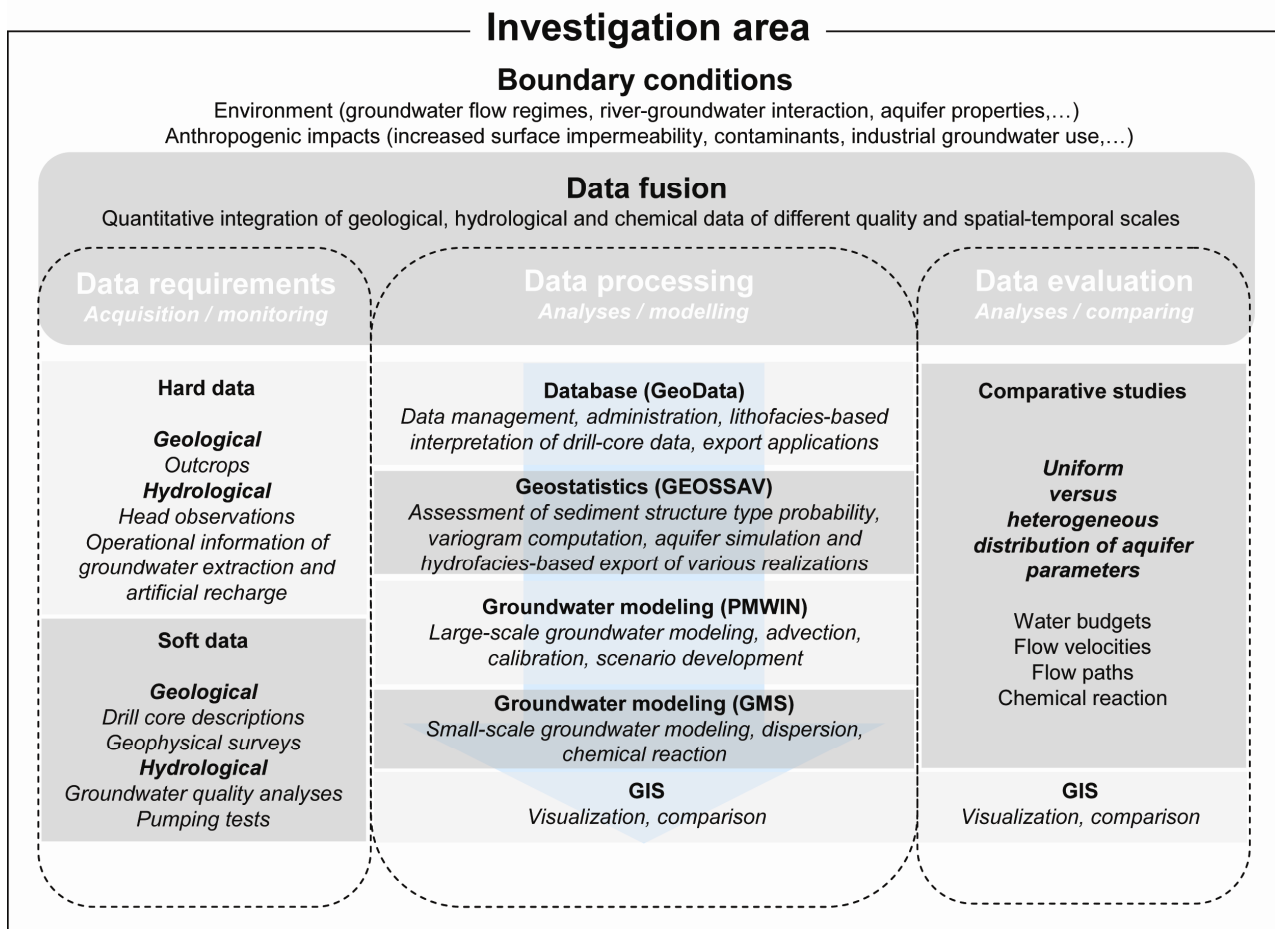 Investigation area
Boundary conditions
Environment (groundwater flow regimes, river-groundwater interaction, aquifer properties,…)
Anthropogenic impacts (increased surface impermeability, contaminants, industrial groundwater use,…)
Data fusion
Quantitative integration of geological, hydrological and chemical data of different quality and spatial-temporal scales
Data requirements
Acquisition / monitoring
Hard data
Geological
Outcrops
Hydrological
Head observations
Operational information of
groundwater extraction and
artificial recharge
Soft data
Geological
Drill core descriptions
Geophysical surveys
Hydrological
Groundwater quality analyses
Pumping tests
Data processing
Analyses / modelling
Database (GeoData)
Data management, administration, lithofacies-based
interpretation of drill-core data, export applications
Geostatistics (GEOSSAV)
Assessment of sediment structure type probability,
variogram computation, aquifer simulation and
hydrofacies-based export of various realizations
Groundwater modeling (PMWIN)
Large-scale groundwater modeling, advection,
calibration, scenario development
Groundwater modeling (GMS)
Small-scale groundwater modeling, dispersion,
chemical reaction
GIS
Visualization, comparison
Data evaluation
Analyses / comparing
Comparative studies
Uniform
versus
heterogeneous
distribution of aquifer
parameters
Water budgets
Flow velocities
Flow paths
Chemical reaction
GIS
Visualization, comparison